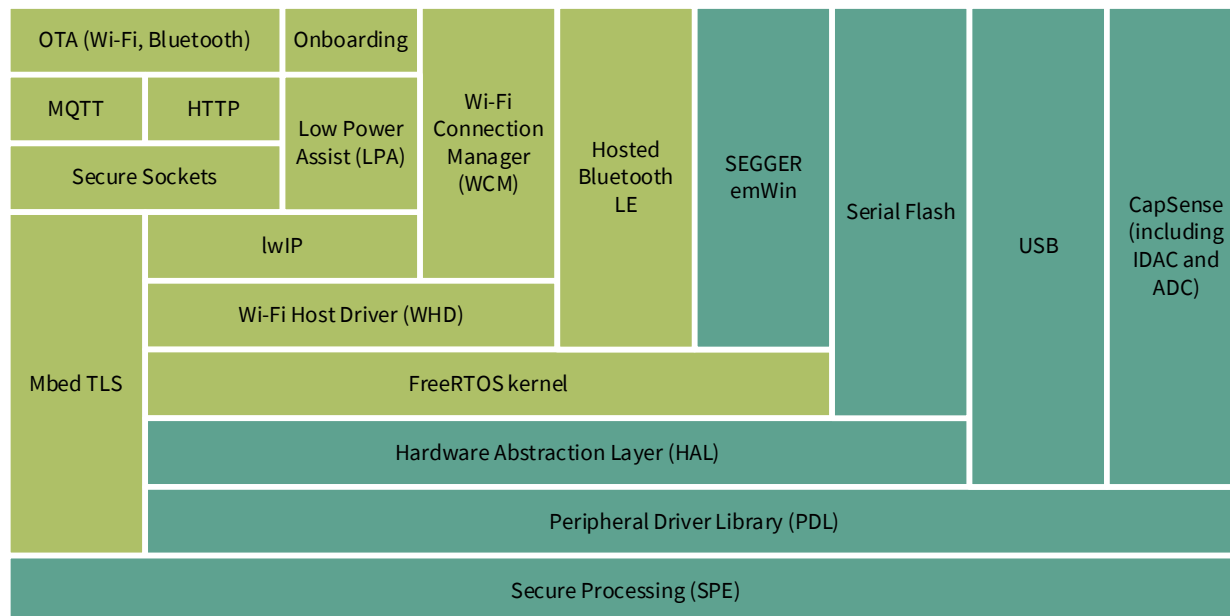 OTA (Wi-Fi, Bluetooth)
Onboarding
MQTT
HTTP
Low Power
Assist (LPA)
Secure Sockets
Wi-Fi
Connection
Manager
(WCM)
Hosted
Bluetooth
LE
SEGGER
emWin
Serial Flash
USB
CapSense
(including
IDAC and
ADC)
lwIP
Wi-Fi Host Driver (WHD)
Mbed TLS
FreeRTOS kernel
Hardware Abstraction Layer (HAL)
Peripheral Driver Library (PDL)
Secure Processing (SPE)